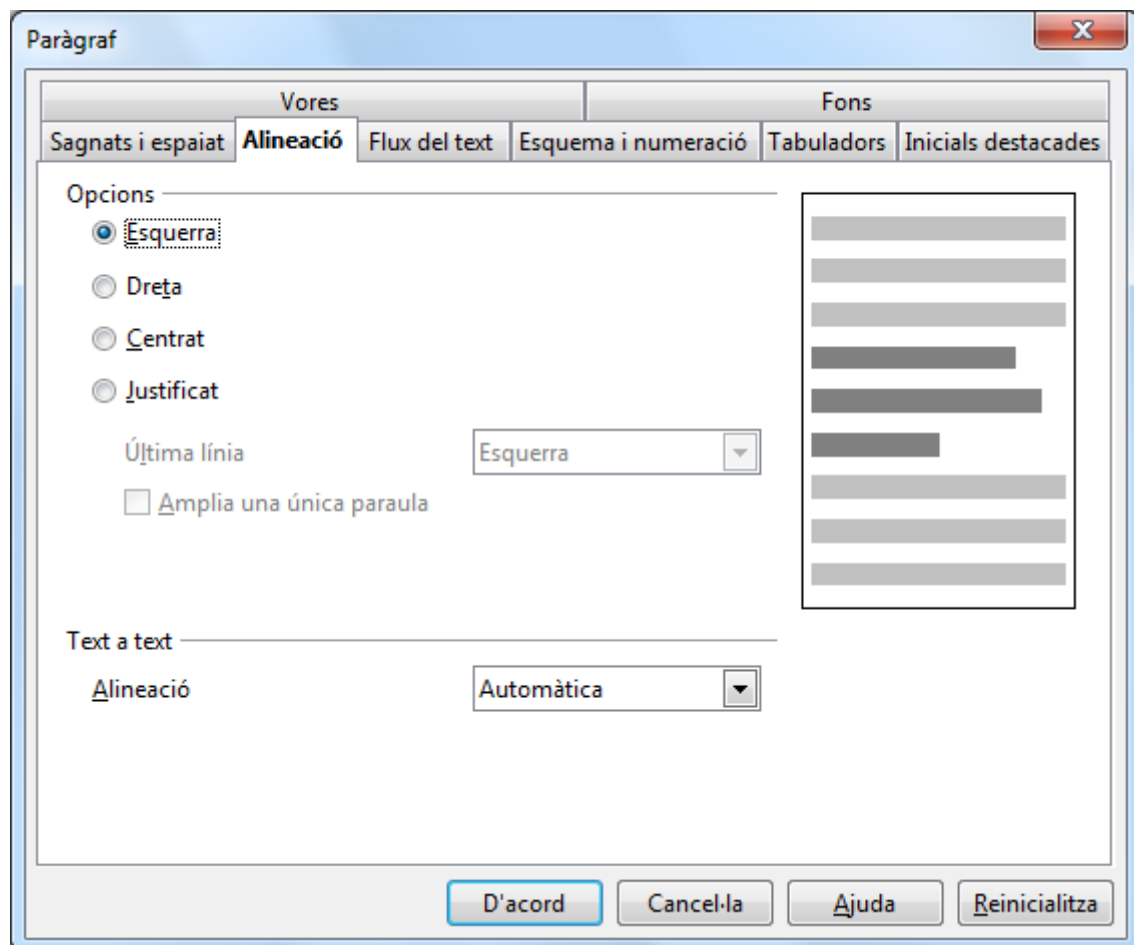 Paràgraf
Vores Fons
Sagnats i espaiat Alineació Flux del text Esquema i numeració Tabuladors Inicials destacades
Opcions
Esquerra
Dreta
Centrat
Justificat
Última línia Esquerra
Amplia una única paraula
Text a text
Alineació Automàtica
D'acord Cancel·la Ajuda Reinicialitza